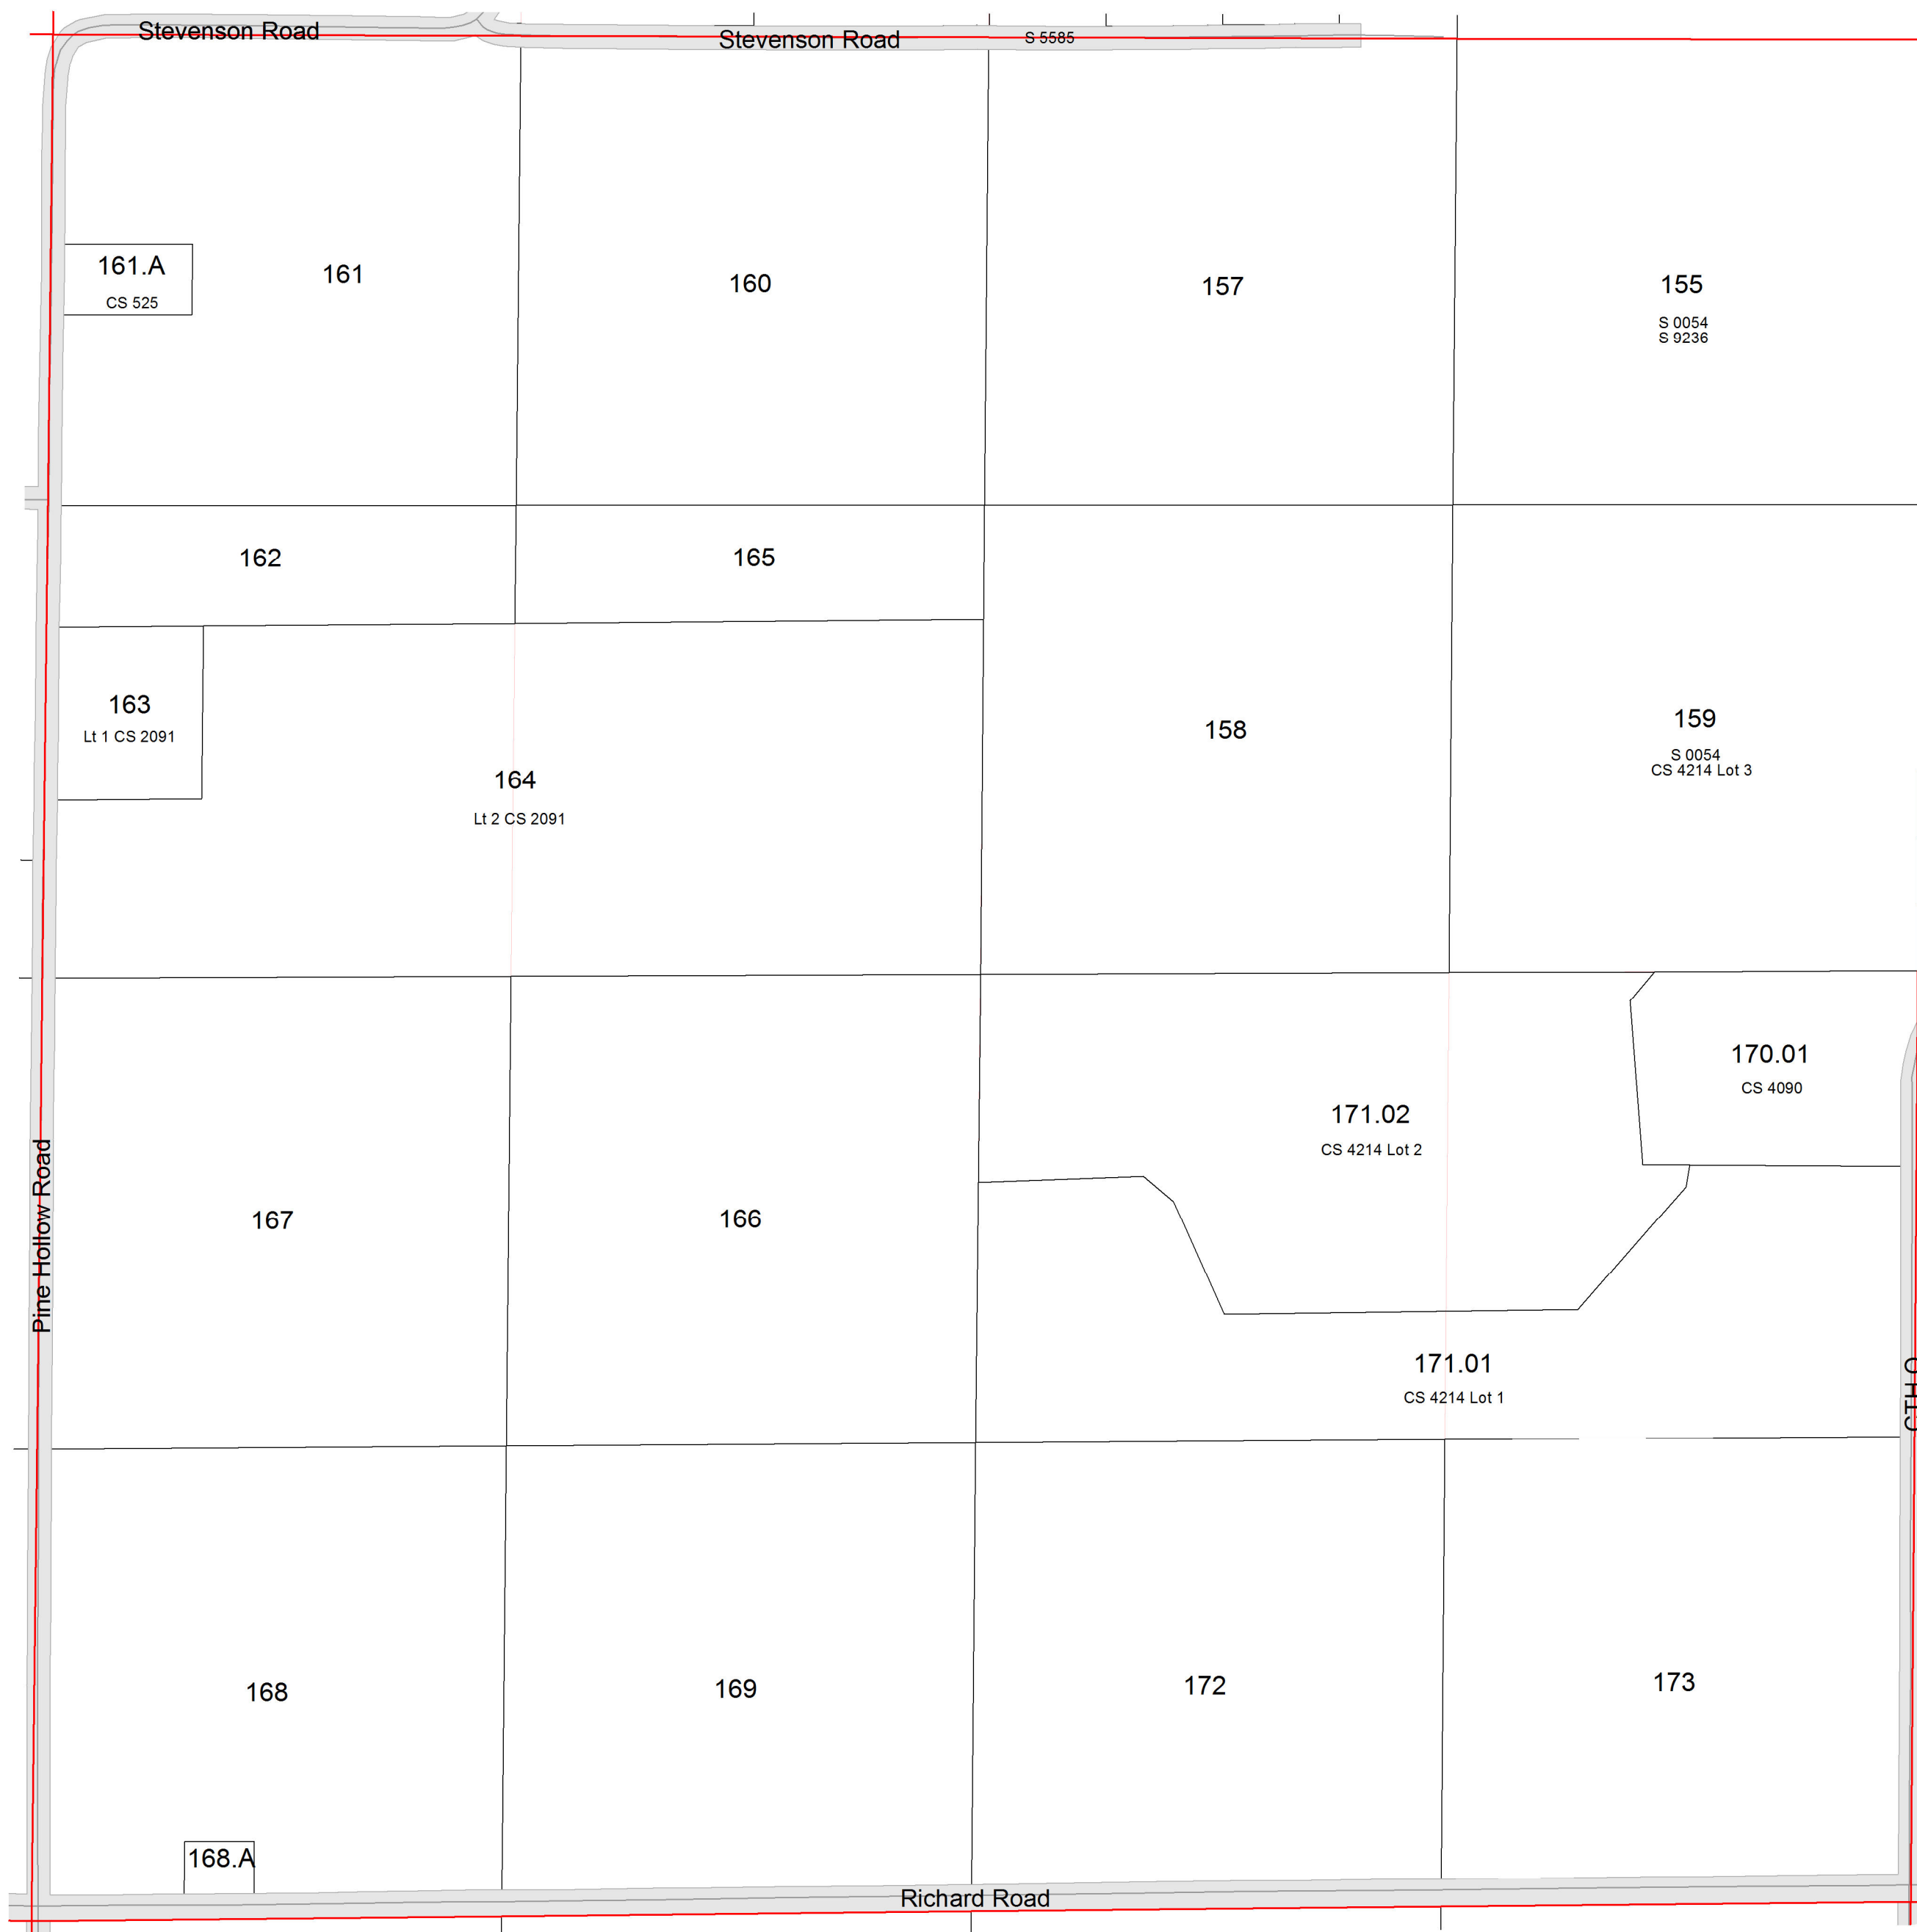 Stevenson Road
Stevenson Road
S 5585
161.A
CS 525
161
160
157
155
S 0054
S 9236
162
165
163
Lt 1 CS 2091
164
Lt 2 CS 2091
158
159
S 0054
CS 4214 Lot 3
170.01
CS 4090
171.02
CS 4214 Lot 2
Pine Hollow Road
167
166
171.01
CS 4214 Lot 1
168
169
172
173
168.A
Richard Road